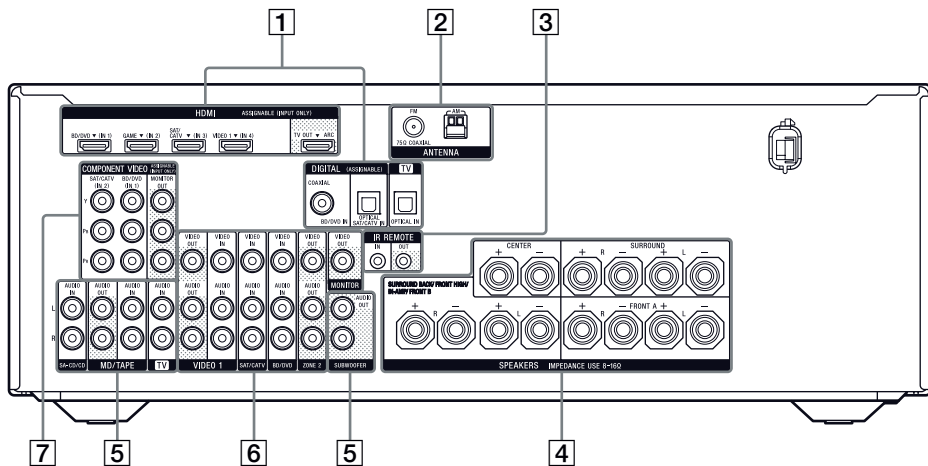 1 2 3
HDMI ASSIGNABLE (INPUT ONLY)
BD/DVD ▼ (IN 1) GAME ▼ (IN 2) SAT/CATV ▼ (IN 3) VIDEO 1 ▼ (IN 4) TV OUT ▼ ARC
FM AM
75Ω COAXIAL
ANTENNA
COMPONENT VIDEO ASSIGNABLE (INPUT ONLY)
SAT/CATV (IN 2) BD/DVD (IN 1) MONITOR OUT
Y
PB
PR
DIGITAL (ASSIGNABLE) TV
COAXIAL
BD/DVD IN OPTICAL SAT/CATV IN OPTICAL IN
VIDEO OUT VIDEO IN VIDEO IN VIDEO IN VIDEO OUT VIDEO OUT
MONITOR
IR REMOTE
IN OUT
AUDIO IN AUDIO OUT AUDIO IN AUDIO IN AUDIO OUT AUDIO IN AUDIO IN AUDIO IN AUDIO OUT AUDIO OUT
L
R
SA-CD/CD MD/TAPE TV VIDEO 1 SAT/CATV BD/DVD ZONE 2 SUBWOOFER
CENTER SURROUND
+ − + R − + L −
SURROUND BACK/ FRONT HIGH/
BI-AMP/ FRONT B
+ R − + L − + R − FRONT A + L −
SPEAKERS IMPEDANCE USE 8-16Ω
7 5 6 5 4